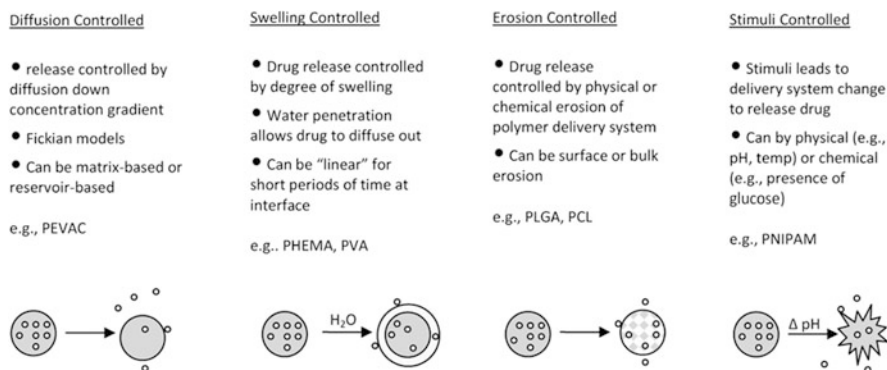 Diffusion Controlled
• release controlled by
diffusion down
concentration gradient
• Fickian models
• Can be matrix-based or
reservoir-based
e.g., PEVAC
Swelling Controlled
• Drug release controlled
by degree of swelling
• Water penetration
allows drug to diffuse out
• Can be “linear” for
short periods of time at
interface
e.g.. PHEMA, PVA
H₂O
Erosion Controlled
• Drug release
controlled by physical or
chemical erosion of
polymer delivery system
• Can be surface or bulk
erosion
e.g., PLGA, PCL
Stimuli Controlled
• Stimuli leads to
delivery system change
to release drug
• Can by physical (e.g.,
pH, temp) or chemical
(e.g., presence of
glucose)
e.g., PNIPAM
Δ pH